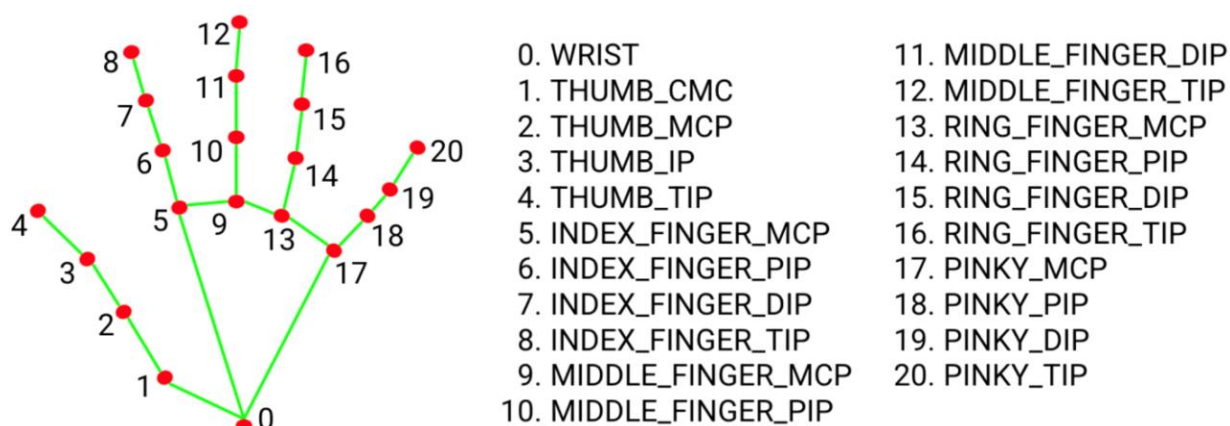 12
8
16
11
7
15
10
6
20
14
19
4
5
9
13
18
3
17
2
1
0
0. WRIST
1. THUMB_CMC
2. THUMB_MCP
3. THUMB_IP
4. THUMB_TIP
5. INDEX_FINGER_MCP
6. INDEX_FINGER_PIP
7. INDEX_FINGER_DIP
8. INDEX_FINGER_TIP
9. MIDDLE_FINGER_MCP
10. MIDDLE_FINGER_PIP
11. MIDDLE_FINGER_DIP
12. MIDDLE_FINGER_TIP
13. RING_FINGER_MCP
14. RING_FINGER_PIP
15. RING_FINGER_DIP
16. RING_FINGER_TIP
17. PINKY_MCP
18. PINKY_PIP
19. PINKY_DIP
20. PINKY_TIP